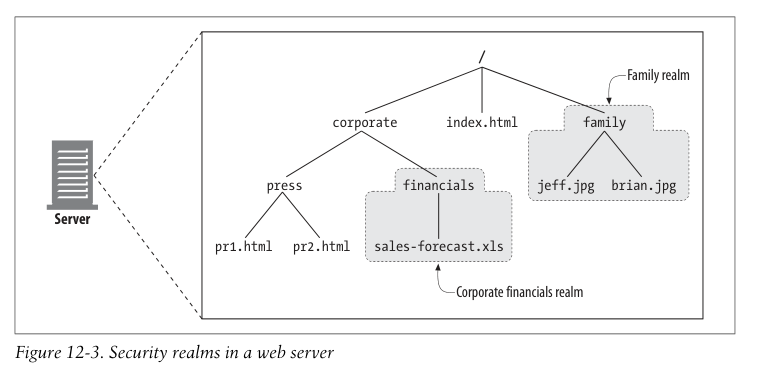 /
Family realm
corporate
index.html
family
press
financials
jeff.jpg
brian.jpg
Server
pr1.html
pr2.html
sales-forecast.xls
Corporate financials realm
Figure 12-3. Security realms in a web server